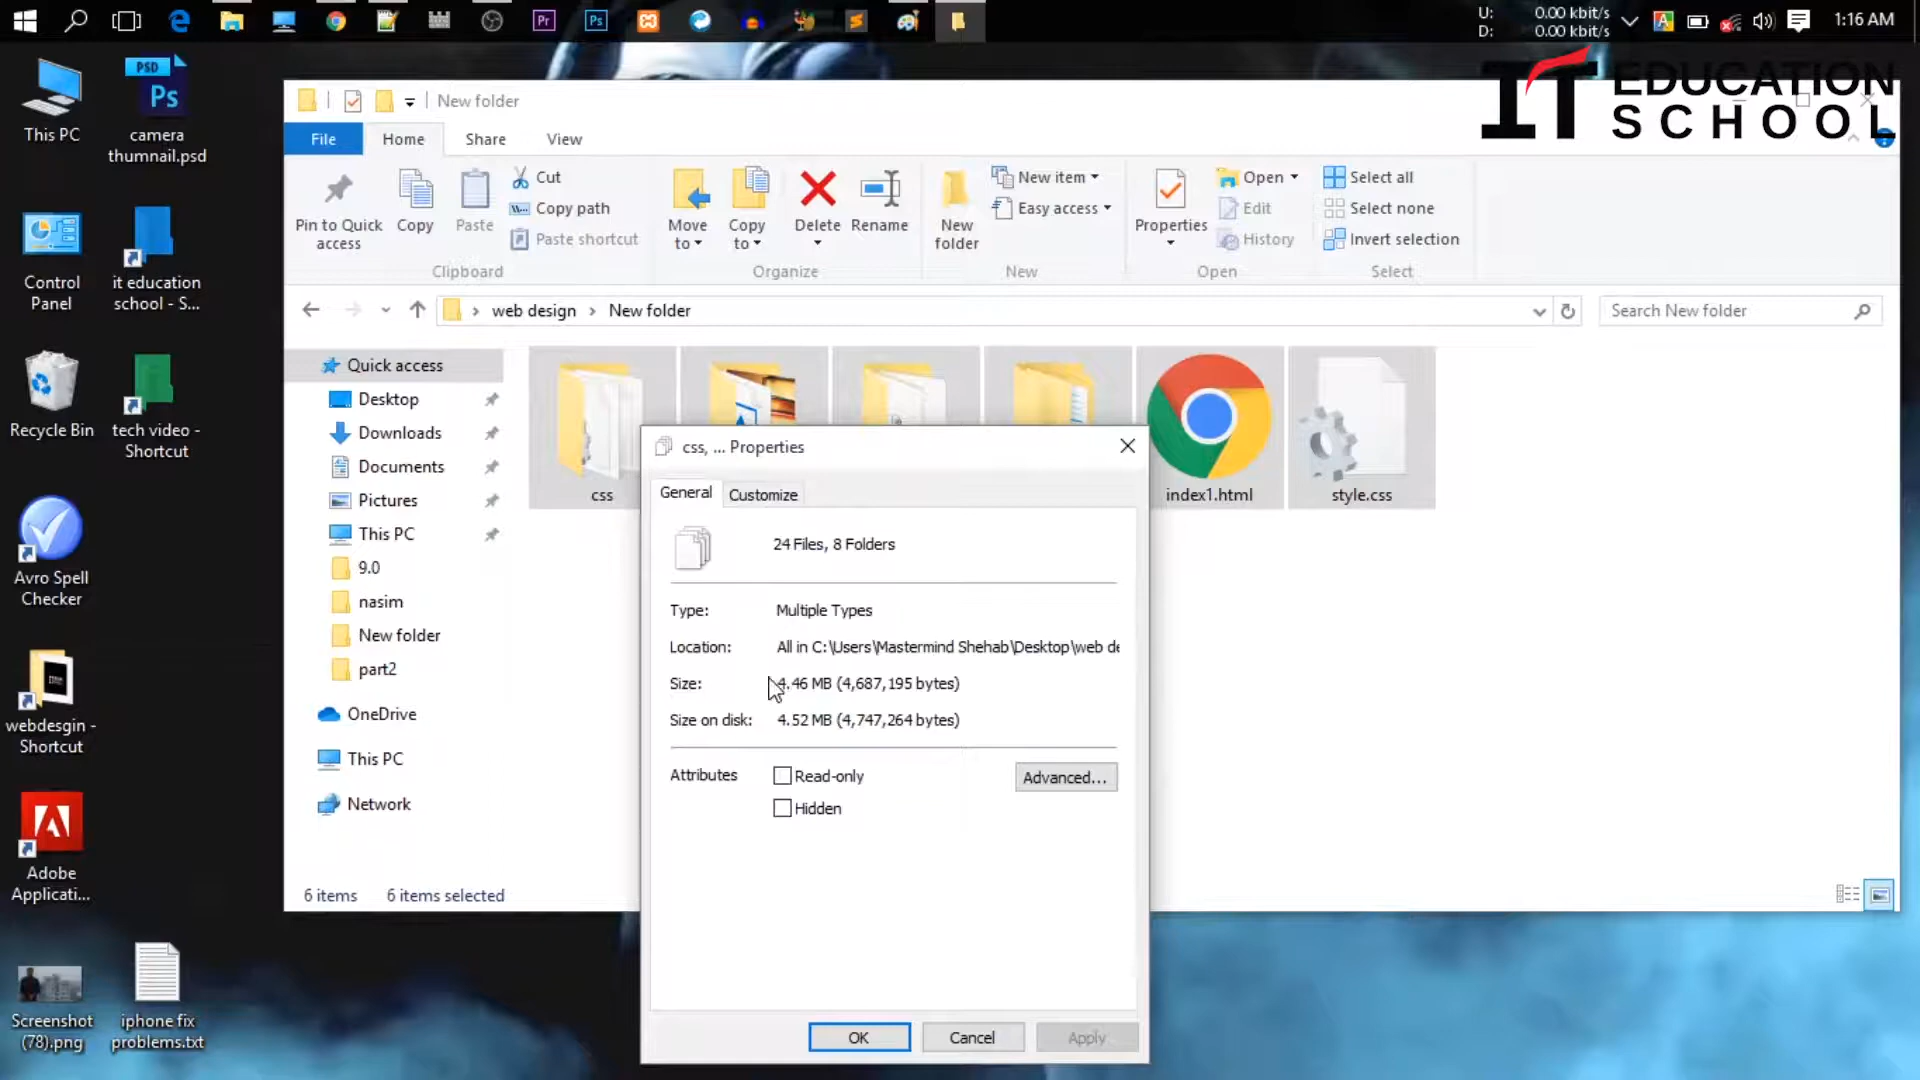 U: 0.00 kbit/s
D: 0.00 kbit/s
1:16 AM
IT EDUCATION
SCHOOL
This PC
PSD
Ps
camera
thumnail.psd
Control
Panel
it education
school - S...
Recycle Bin
tech video -
Shortcut
Avro Spell
Checker
webdesgin -
Shortcut
Adobe
Applicati...
Screenshot
(78).png
iphone fix
problems.txt
Pr
Ps
New folder
File
Home
Share
View
Pin to Quick
access
Copy
Paste
Cut
Copy path
Paste shortcut
Clipboard
Move
to
Copy
to
Delete
Rename
Organize
New
folder
New item
Easy access
New
Properties
Open
Edit
History
Open
Select all
Select none
Invert selection
Select
web design
New folder
Search New folder
Quick access
Desktop
Downloads
Documents
Pictures
This PC
9.0
nasim
New folder
part2
OneDrive
This PC
Network
css
index1.html
style.css
6 items
6 items selected
css, ... Properties
General
Customize
24 Files, 8 Folders
Type: Multiple Types
Location: All in C:\Users\Mastermind Shehab\Desktop\web de
Size: 4.46 MB (4,687,195 bytes)
Size on disk: 4.52 MB (4,747,264 bytes)
Attributes
Read-only
Advanced...
Hidden
OK
Cancel
Apply